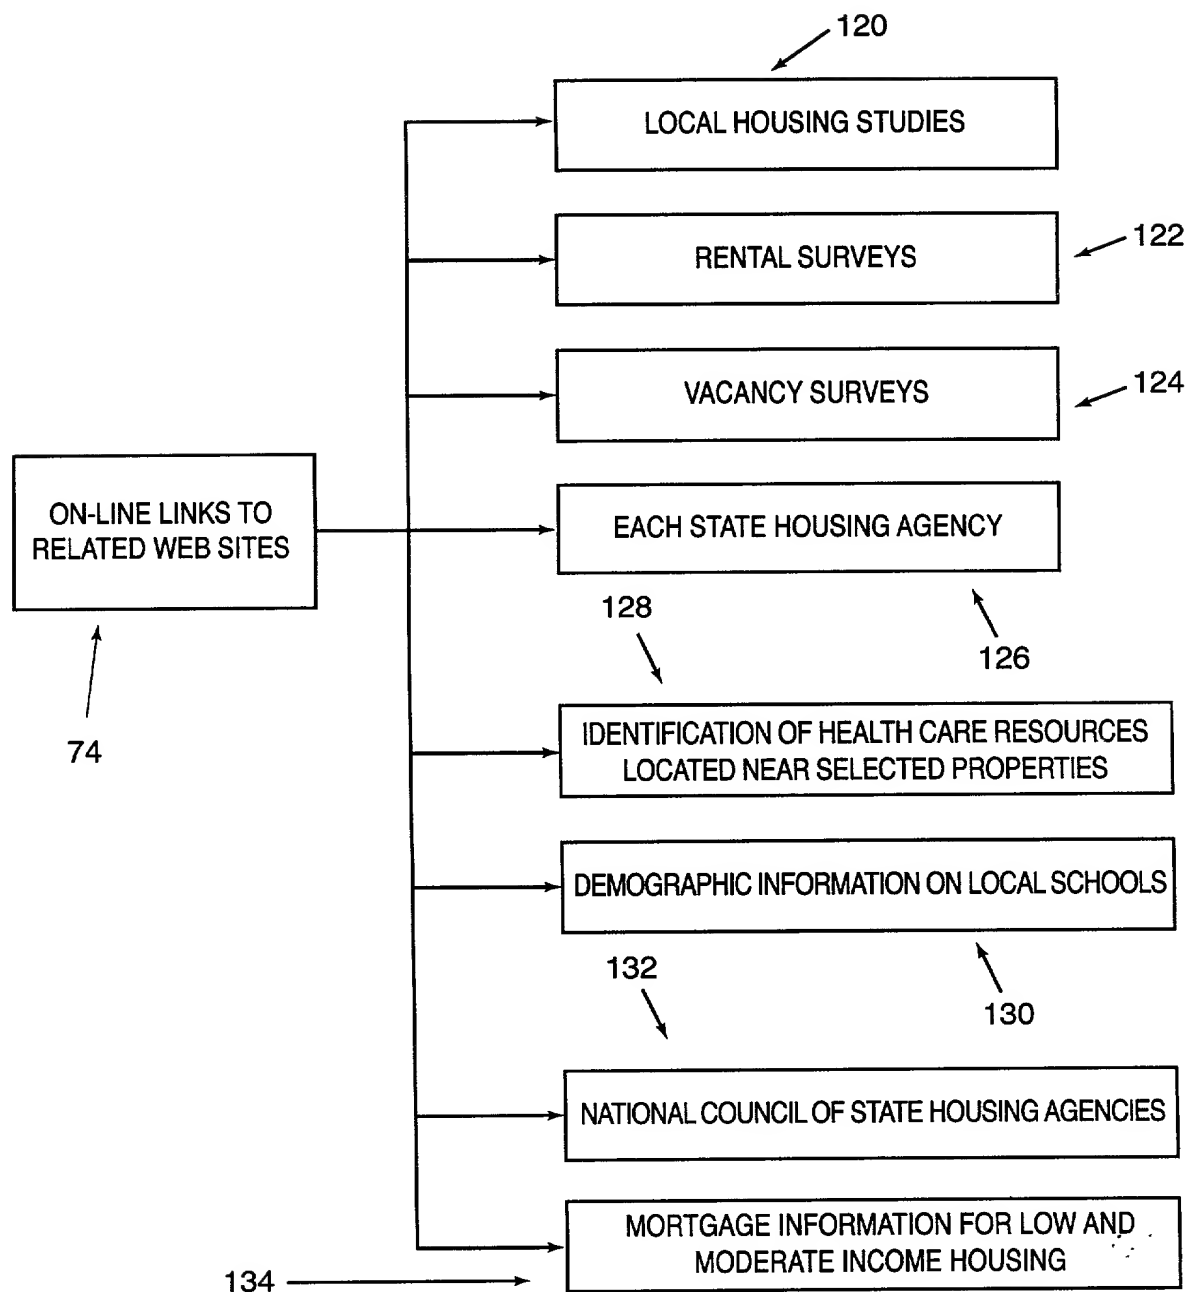 120
LOCAL HOUSING STUDIES
RENTAL SURVEYS
122
VACANCY SURVEYS
124
ON-LINE LINKS TO
RELATED WEB SITES
74
EACH STATE HOUSING AGENCY
126
128
IDENTIFICATION OF HEALTH CARE RESOURCES
LOCATED NEAR SELECTED PROPERTIES
DEMOGRAPHIC INFORMATION ON LOCAL SCHOOLS
130
132
NATIONAL COUNCIL OF STATE HOUSING AGENCIES
MORTGAGE INFORMATION FOR LOW AND
MODERATE INCOME HOUSING
134